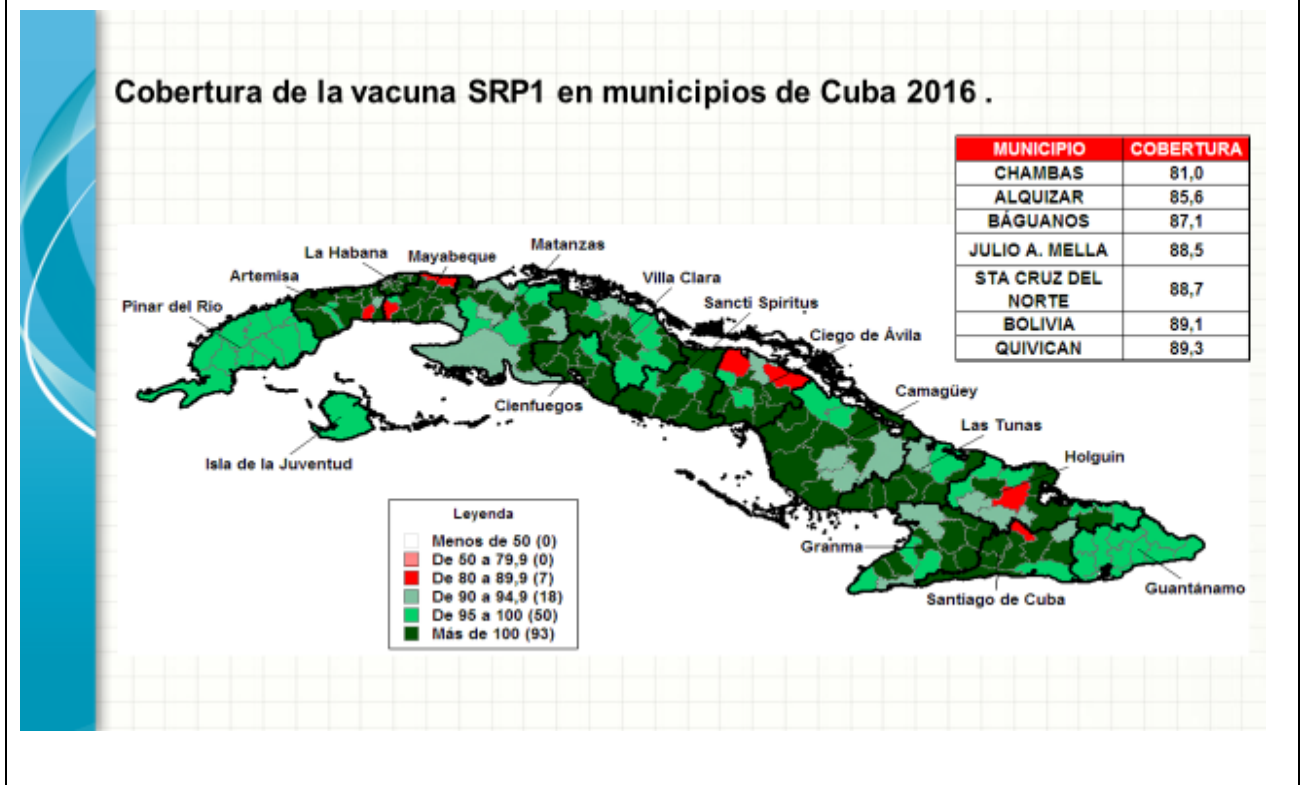 Cobertura de la vacuna SRP1 en municipios de Cuba 2016 .
MUNICIPIO COBERTURA
CHAMBAS 81,0
ALQUIZAR 85,6
BÁGUANOS 87,1
JULIO A. MELLA 88,5
STA CRUZ DEL
NORTE 88,7
BOLIVIA 89,1
QUIVICAN 89,3
Matanzas
La Habana
Mayabeque
Artemisa
Villa Clara
Pinar del Rio
Sancti Spiritus
Ciego de Ávila
Camagüey
Cienfuegos
Las Tunas
Holguin
Isla de la Juventud
Granma
Guantánamo
Santiago de Cuba
Leyenda
Menos de 50 (0)
De 50 a 79,9 (0)
De 80 a 89,9 (7)
De 90 a 94,9 (18)
De 95 a 100 (50)
Más de 100 (93)